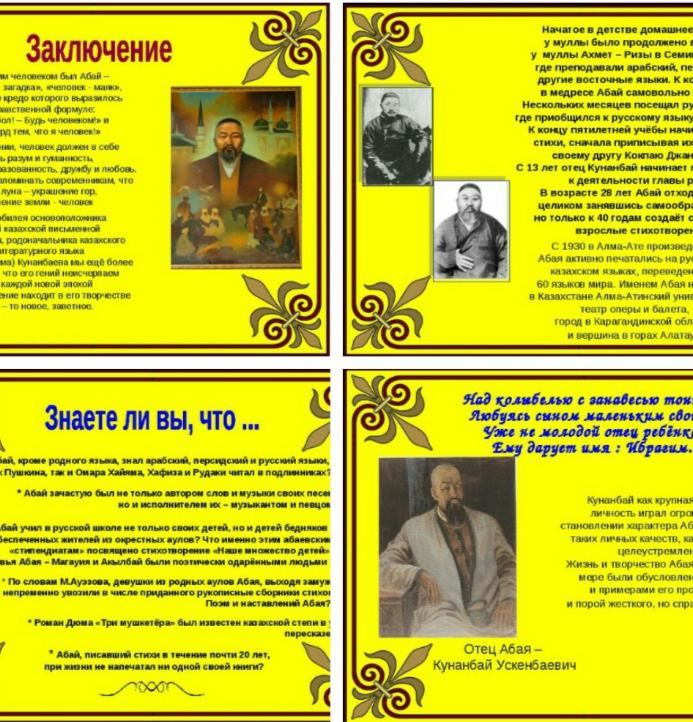 Заключение
им человеком был Абай –
загадка», «человек - маяк»,
кредо которого выразилось
равственной формуле:
бол! – Будь человеком!» и
рд тем, что я человек!»
нии, человек должен в себе
ь разум и гуманность,
разованность, дружбу и любовь.
апоминать современникам, что
луна – украшение гор,
ение земли - человек
билея основоположника
й казахской письменной
, родоначальника казахского
итературного языка
ма) Кунанбаева мы ещё более
что его гений неисчерпаем
каждой новой эпохой
ение находит в его творчестве
– то новое, заветное.
Начатое в детстве домашнее
у муллы было продолжено в
у муллы Ахмет – Ризы в Семи
где преподавали арабский, пе
другие восточные языки. К ко
в медресе Абай самовольно
Нескольких месяцев посещал ру
где приобщился к русскому языку
К концу пятилетней учёбы начи
стихи, сначала приписывая их
своему другу Кокпаю Джан
С 13 лет отец Кунанбай начинает п
к деятельности главы р
В возрасте 28 лет Абай отход
целиком занявшись самообра
но только к 40 годам создаёт с
взрослые стихотворен
С 1930 в Алма-Ате произвед
Абая активно печатались на рус
казахском языках, переведен
60 языков мира. Именем Абая н
в Казахстане Алма-Атинский уни
театр оперы и балета,
город в Карагандинской обл
и вершина в горах Алатау
Знаете ли вы, что ...
бай, кроме родного языка, знал арабский, персидский и русский языки,
к Пушкина, так и Омара Хайяма, Хафиза и Рудаки читал в подлинниках?
* Абай зачастую был не только автором слов и музыки своих песе
но и исполнителем их – музыкантом и певцо
Абай учил в русской школе не только своих детей, но и детей бедняков
беспеченных жителей из окрестных аулов? Что именно этим абаевски
«стипендиатам» посвящено стихотворение «Наше множество детей»
вья Абая – Магауия и Акылбай были поэтически одарёнными людьми
* По словам М.Ауэзова, девушки из родных аулов Абая, выходя замуж
непременно увозили в числе приданного рукописные сборники стихо
Поэм и наставлений Абая?
* Роман Дюма «Три мушкетёра» был известен казахской степи в
пересказе
* Абай, писавший стихи в течение почти 20 лет,
при жизни не напечатал ни одной своей книги?
Над колыбелью с занавесью тон
Любуясь сыном маленьким сво
Уже не молодой отец ребёнк
Ему дарует имя : Ибрагим.
Кунанбай как крупная
личность играл огро
становлении характера Аб
таких личных качеств, ка
целеустремлен
Жизнь и творчество Абая
мере были обусловлен
и примерами его про
и порой жесткого, но спра
Отец Абая –
Кунанбай Ускенбаевич